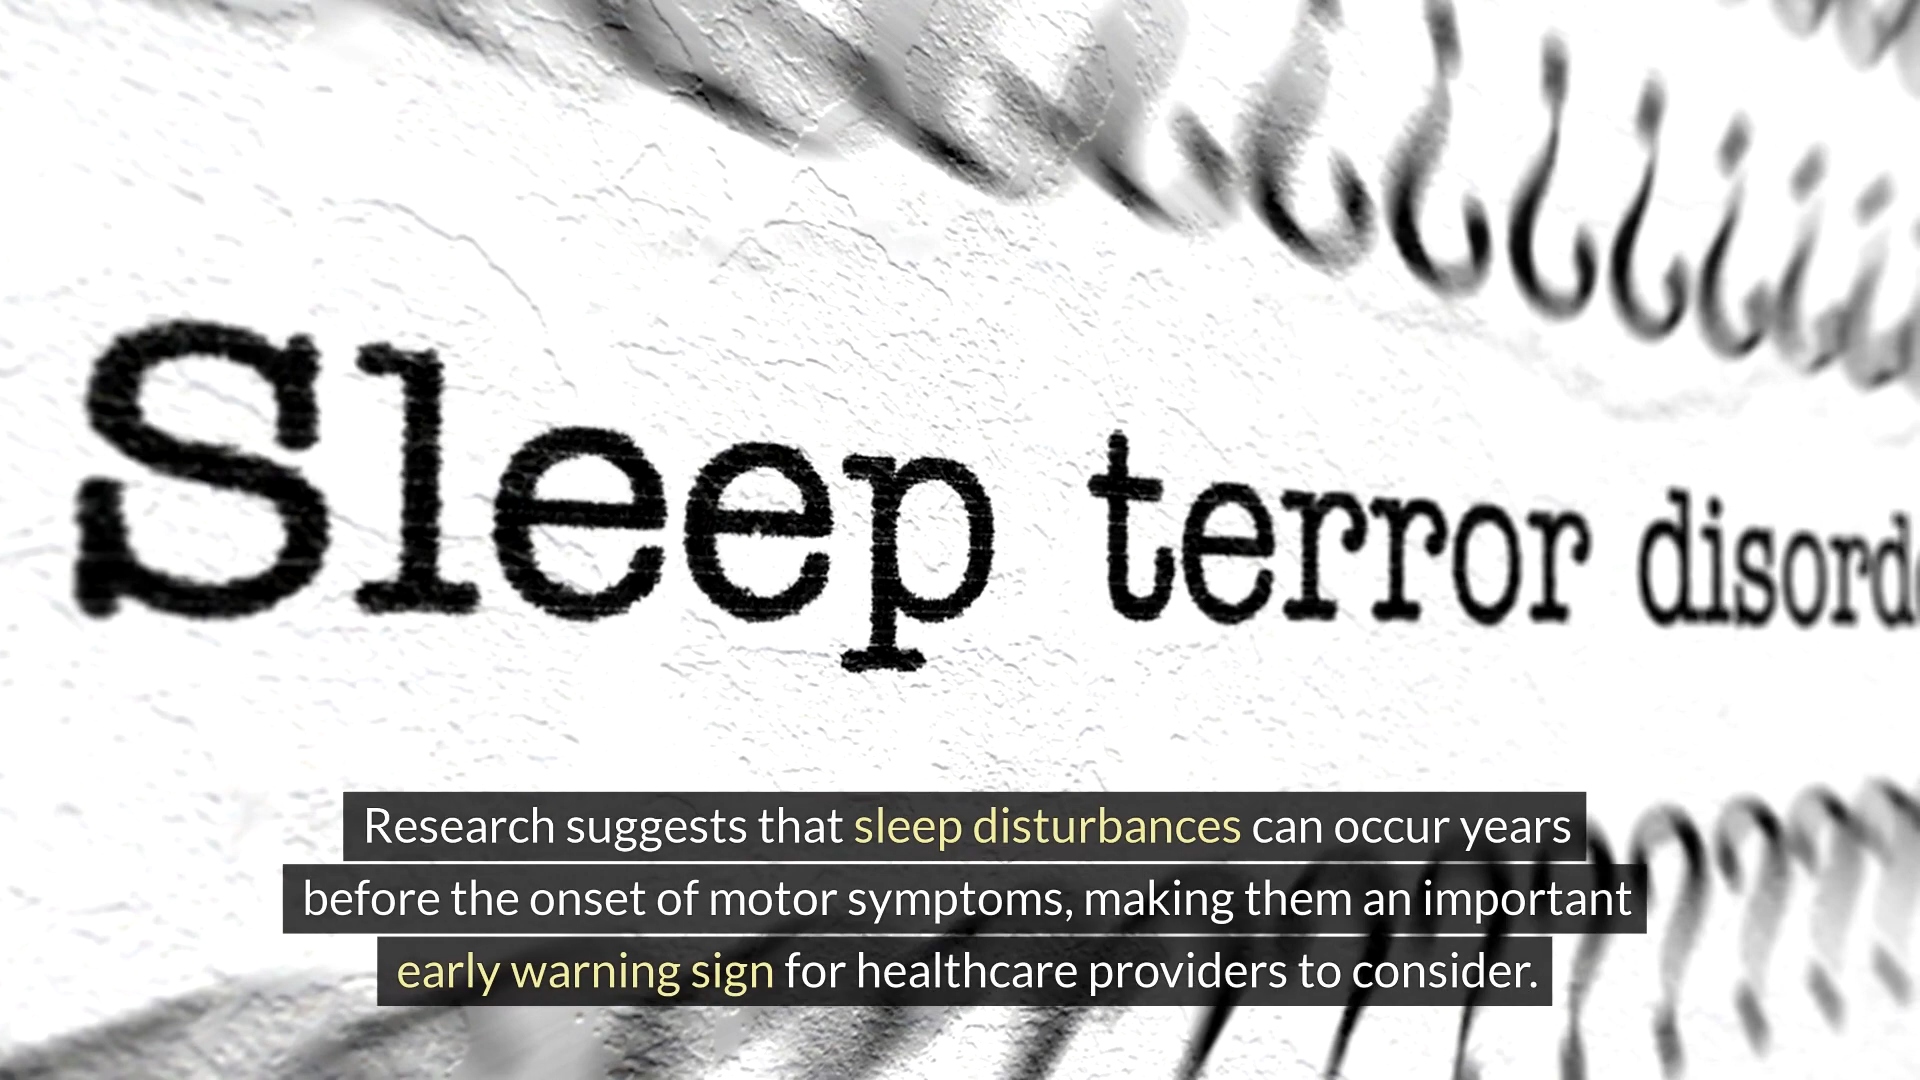 Sleep terror disorde
Research suggests that sleep disturbances can occur years
before the onset of motor symptoms, making them an important
early warning sign for healthcare providers to consider.